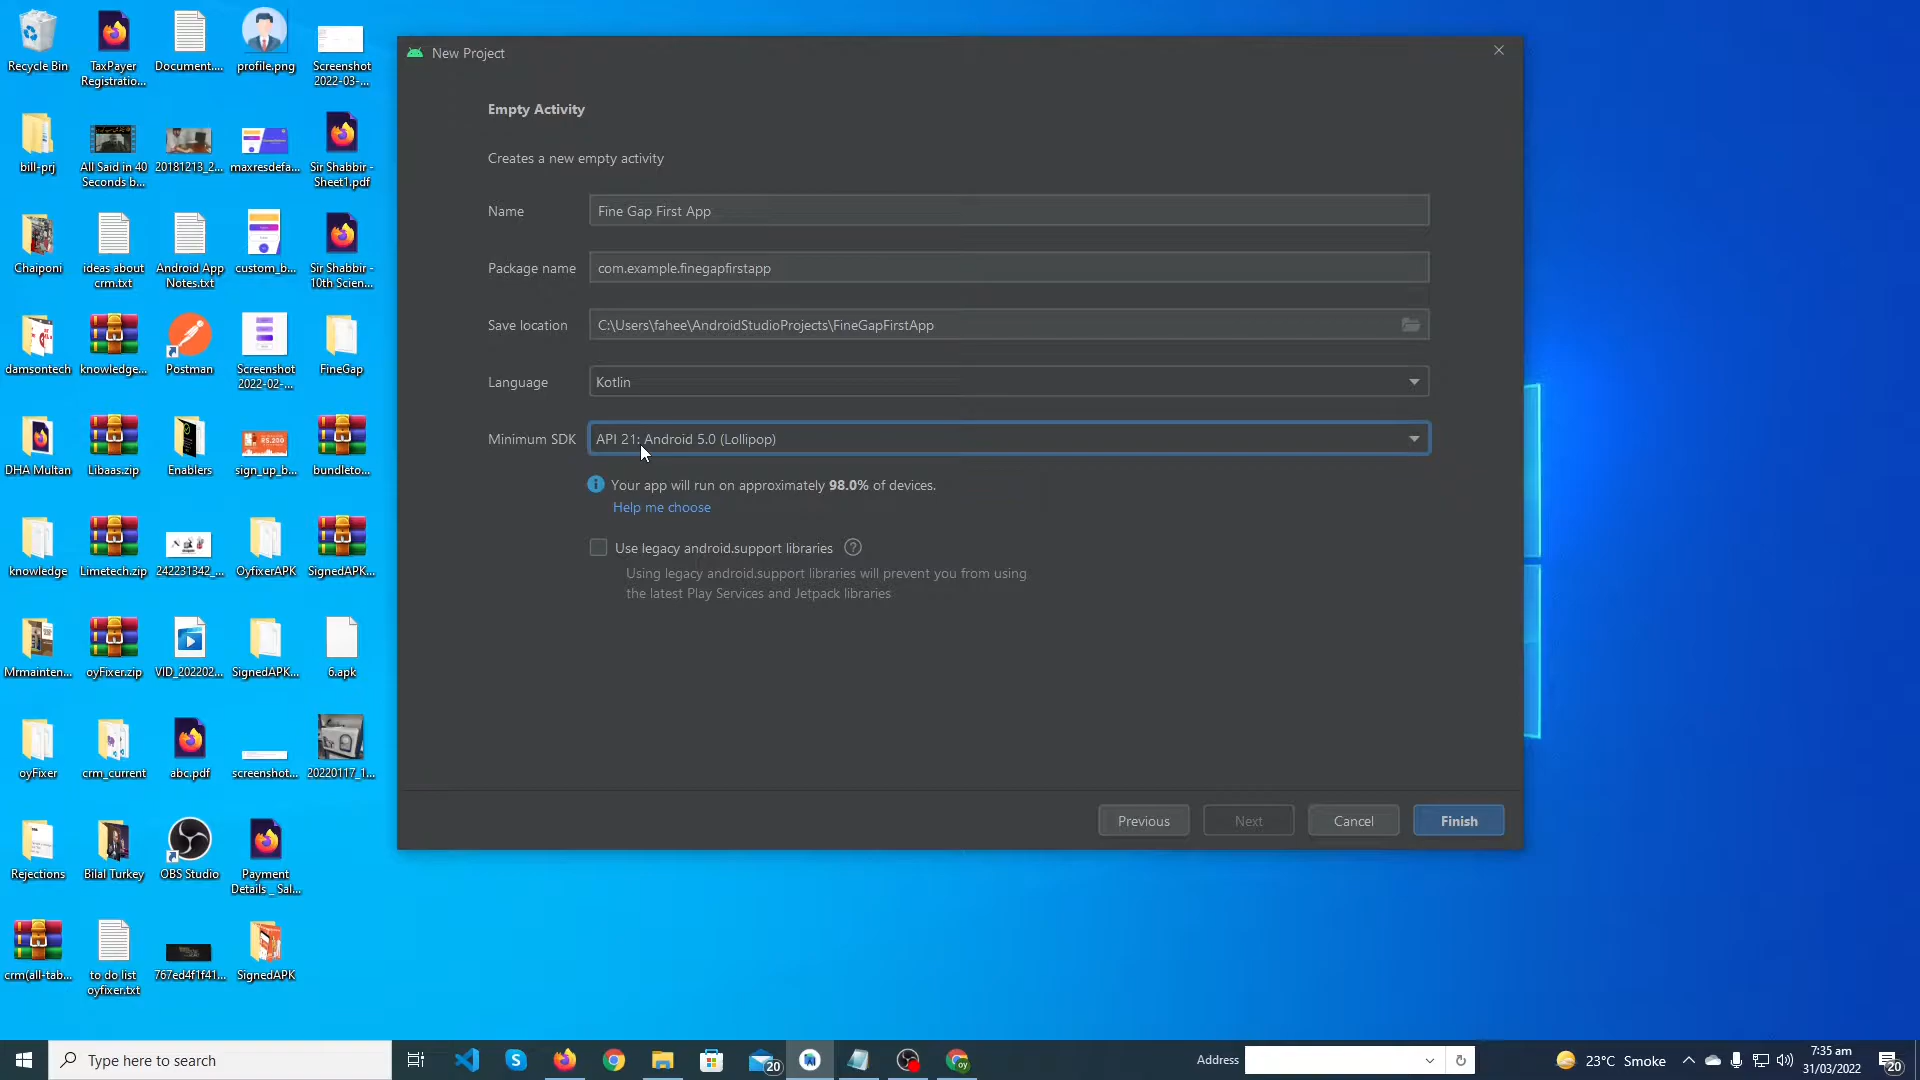 New Project
Empty Activity
Creates a new empty activity
Name
Fine Gap First App
Package name
com.example.finegapfirstapp
Save location
C:\Users\fahee\AndroidStudioProjects\FineGapFirstApp
Language
Kotlin
Minimum SDK
API 21: Android 5.0 (Lollipop)
Your app will run on approximately 98.0% of devices.
Help me choose
Use legacy android.support libraries
Using legacy android.support libraries will prevent you from using
the latest Play Services and Jetpack libraries
Previous
Next
Cancel
Finish
Recycle Bin
TaxPayer
Registratio...
Document....
profile.png
Screenshot
2022-03-...
bill-prj
All Said in 40
Seconds b...
20181213_2...
maxresdefa...
Sir Shabbir -
Sheet1.pdf
Chaiponi
ideas about
crm.txt
Android App
Notes.txt
custom_b...
Sir Shabbir -
10th Scien...
damsontech
knowledge...
Postman
Screenshot
2022-02-...
FineGap
DHA Multan
Libaas.zip
Enablers
sign_up_b...
bundleto...
knowledge
Limetech.zip
242231342_...
OyfixerAPK
SignedAPK...
Mrmainten...
oyFixer.zip
VID_202202...
SignedAPK...
6.apk
oyFixer
crm_current
abc.pdf
screenshot...
20220117_1...
Rejections
Bilal Turkey
OBS Studio
Payment
Details _ Sal...
crm(all-tab...
to do list
oyfixer.txt
767ed4f1f41...
SignedAPK
Type here to search
20
Address
23°C Smoke
7:35 am
31/03/2022
20